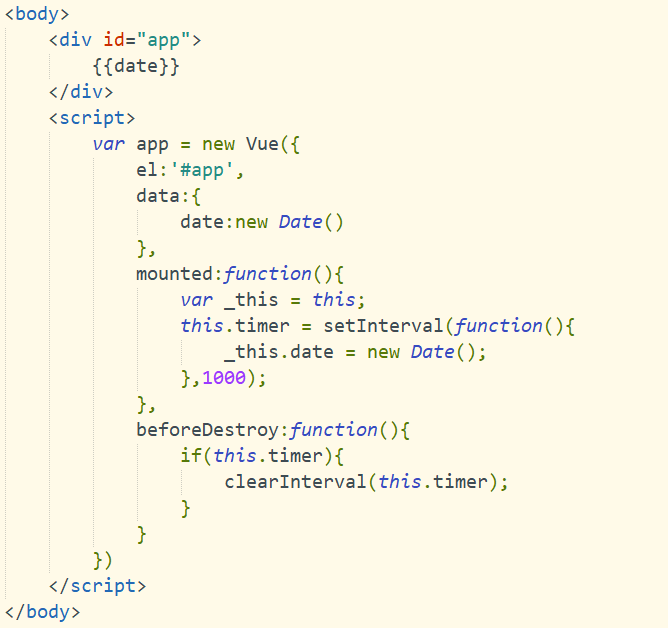 <body>
    <div id="app">
        {{date}}
    </div>
    <script>
        var app = new Vue({
            el:'#app',
            data:{
                date:new Date()
            },
            mounted:function(){
                var _this = this;
                this.timer = setInterval(function(){
                    _this.date = new Date();
                },1000);
            },
            beforeDestroy:function(){
                if(this.timer){
                    clearInterval(this.timer);
                }
            }
        })
    </script>
</body>